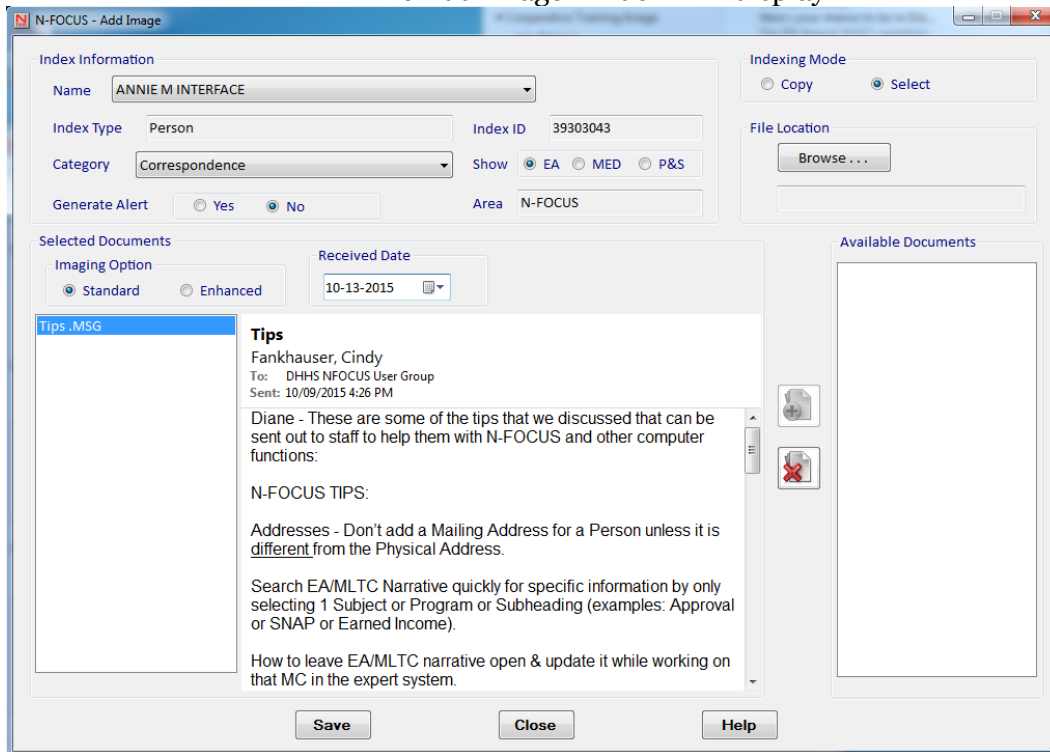 N-FOCUS - Add Image
Index Information
Name ANNIE M INTERFACE
Index Type Person Index ID 39303043
Category Correspondence Show EA MED P&S
Generate Alert Yes No Area N-FOCUS
Indexing Mode
Copy Select
File Location
Browse . . .
Selected Documents
Imaging Option
Standard Enhanced
Received Date
10-13-2015
Available Documents
Tips .MSG
Tips
Fankhauser, Cindy
To: DHHS NFOCUS User Group
Sent: 10/09/2015 4:26 PM
Diane - These are some of the tips that we discussed that can be
sent out to staff to help them with N-FOCUS and other computer
functions:
N-FOCUS TIPS:
Addresses - Don't add a Mailing Address for a Person unless it is
different from the Physical Address.
Search EA/MLTC Narrative quickly for specific information by only
selecting 1 Subject or Program or Subheading (examples: Approval
or SNAP or Earned Income).
How to leave EA/MLTC narrative open & update it while working on
that MC in the expert system.
Save Close Help